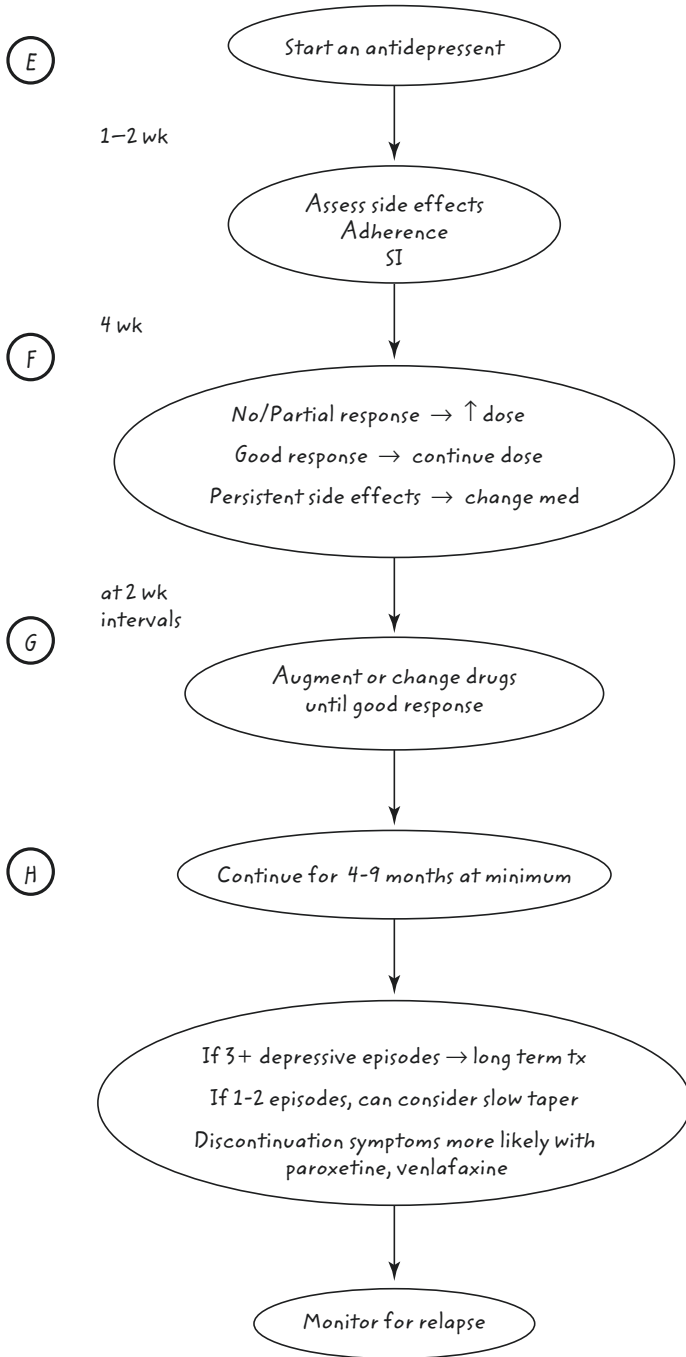 E
Start an antidepressent
1–2 wk
Assess side effects
Adherence
SI
4 wk
F
No/Partial response → ↑ dose
Good response → continue dose
Persistent side effects → change med
at 2 wk
intervals
G
Augment or change drugs
until good response
H
Continue for 4-9 months at minimum
If 3+ depressive episodes → long term tx
If 1-2 episodes, can consider slow taper
Discontinuation symptoms more likely with
paroxetine, venlafaxine
Monitor for relapse